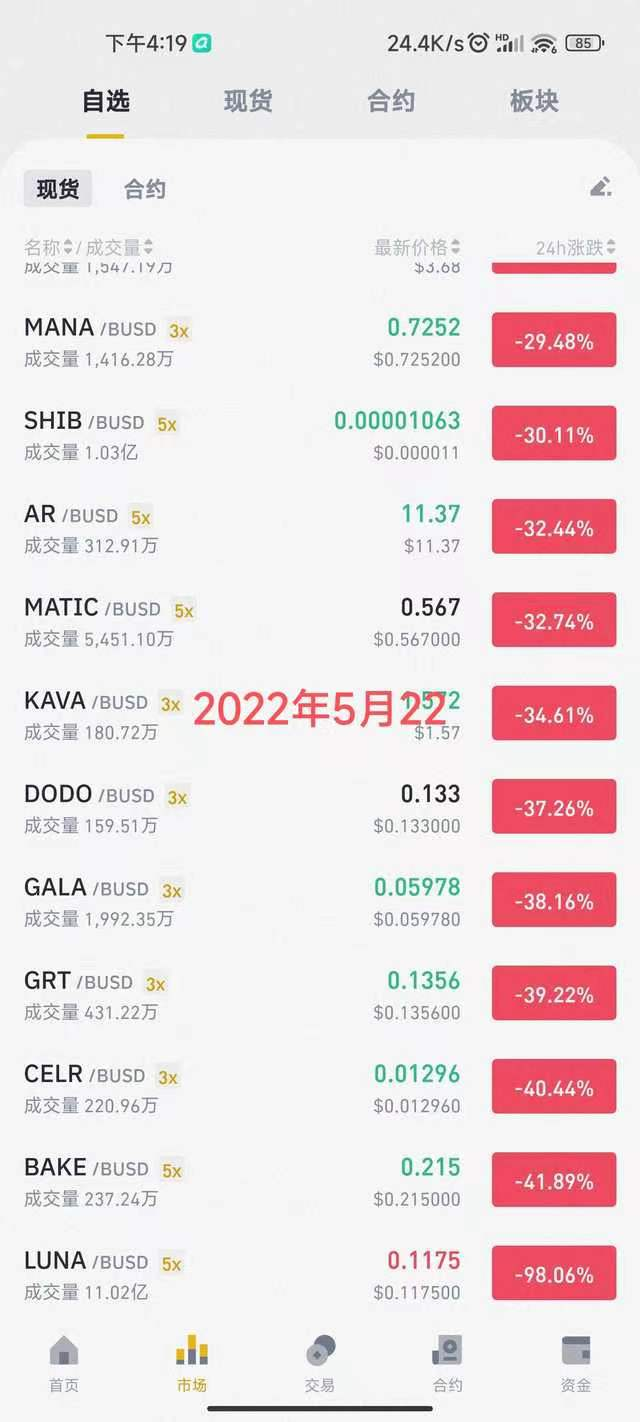 下午4:19 24.4K/s HD 6 85
自选 现货 合约 板块
现货 合约
名称 / 成交量 最新价格 24h涨跌
成交量 1,547.19万 $3.68
MANA /BUSD 3x 0.7252 -29.48%
成交量 1,416.28万 $0.725200
SHIB /BUSD 5x 0.00001063 -30.11%
成交量 1.03亿 $0.000011
AR /BUSD 5x 11.37 -32.44%
成交量 312.91万 $11.37
MATIC /BUSD 5x 0.567 -32.74%
成交量 5,451.10万 $0.567000
KAVA /BUSD 3x 1.572 -34.61%
2022年5月22
成交量 180.72万 $1.57
DODO /BUSD 3x 0.133 -37.26%
成交量 159.51万 $0.133000
GALA /BUSD 3x 0.05978 -38.16%
成交量 1,992.35万 $0.059780
GRT /BUSD 3x 0.1356 -39.22%
成交量 431.22万 $0.135600
CELR /BUSD 3x 0.01296 -40.44%
成交量 220.96万 $0.012960
BAKE /BUSD 5x 0.215 -41.89%
成交量 237.24万 $0.215000
LUNA /BUSD 5x 0.1175 -98.06%
成交量 11.02亿 $0.117500
首页 市场 交易 合约 资金